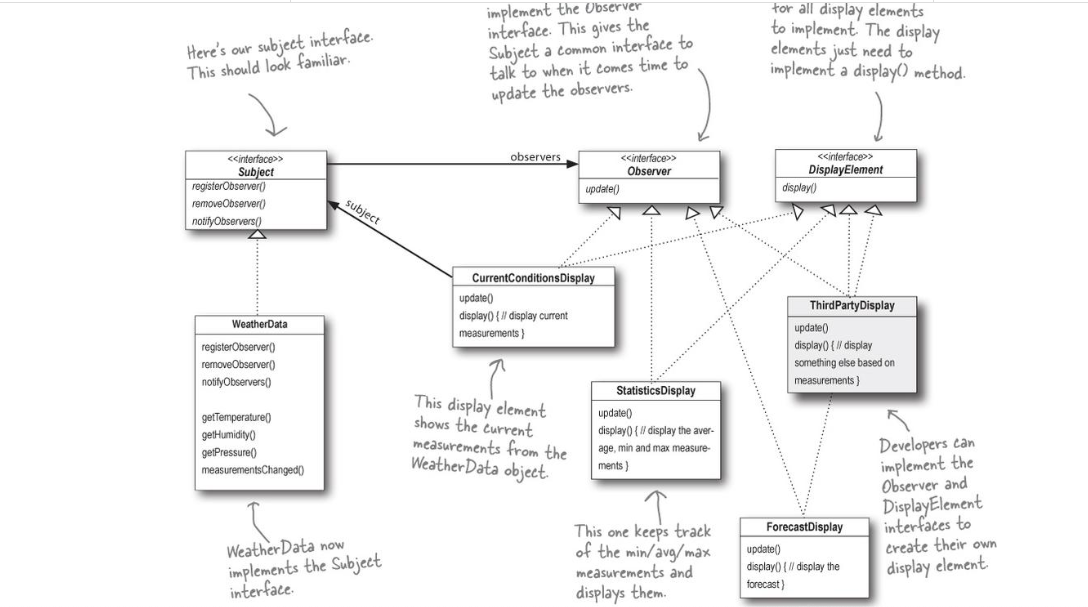 Here's our subject interface.
This should look familiar.
implement the Observer
interface. This gives the
Subject a common interface to
talk to when it comes time to
update the observers.
for all display elements
to implement. The display
elements just need to
implement a display() method.
<<interface>>
Subject
registerObserver()
removeObserver()
notifyObservers()
observers
<<interface>>
Observer
update()
<<interface>>
DisplayElement
display()
subject
CurrentConditionsDisplay
update()
display() { // display current
measurements }
ThirdPartyDisplay
update()
display() { // display
something else based on
measurements }
WeatherData
registerObserver()
removeObserver()
notifyObservers()
getTemperature()
getHumidity()
getPressure()
measurementsChanged()
StatisticsDisplay
update()
display() { // display the aver-
age, min and max measure-
ments }
This display element
shows the current
measurements from the
WeatherData object.
Developers can
implement the
Observer and
DisplayElement
interfaces to
create their own
display element.
ForecastDisplay
update()
display() { // display the
forecast }
WeatherData now
implements the Subject
interface.
This one keeps track
of the min/avg/max
measurements and
displays them.